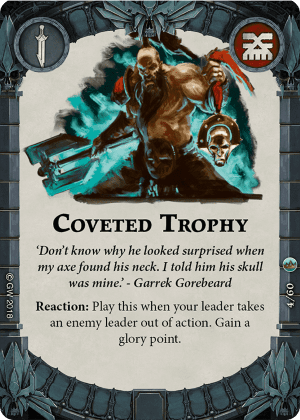 COVETED TROPHY
‘Don’t know why he looked surprised when
my axe found his neck. I told him his skull
was mine.’ - Garrek Gorebeard
Reaction: Play this when your leader takes
an enemy leader out of action. Gain a
glory point.
© GW 2018
4/60